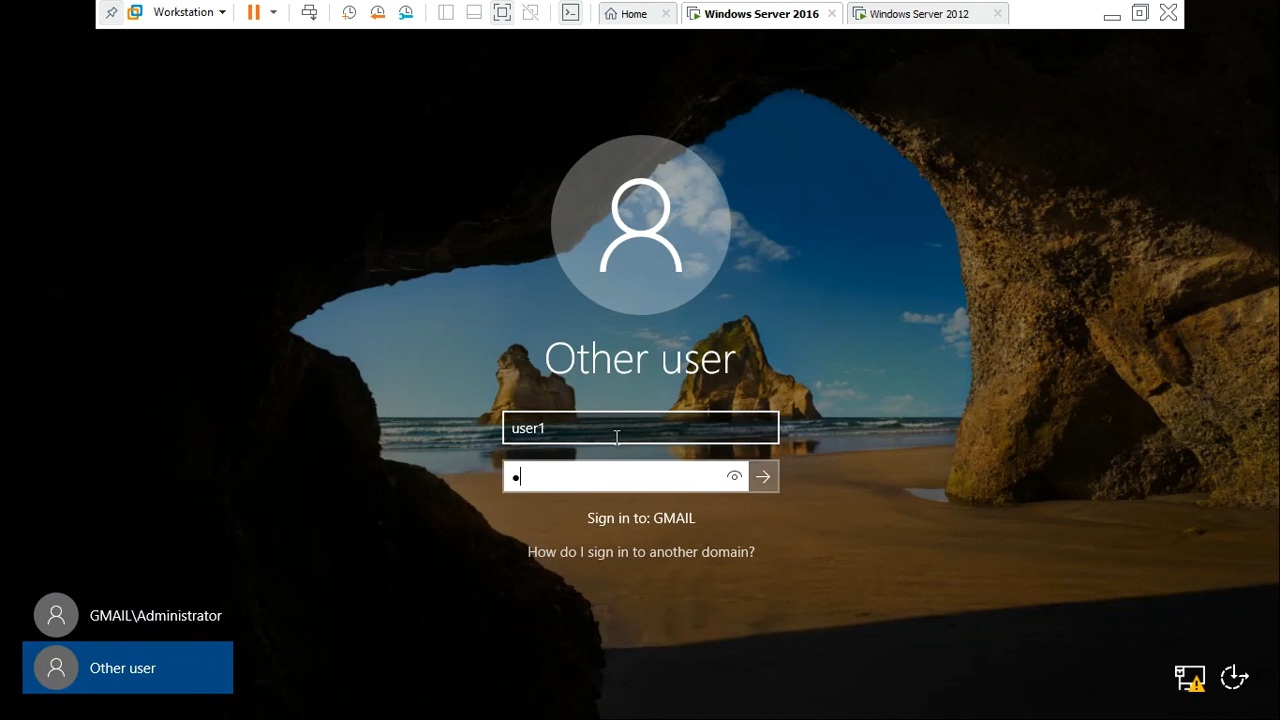 Workstation
Home
Windows Server 2016
Windows Server 2012
Other user
user1
Sign in to: GMAIL
How do I sign in to another domain?
GMAIL\Administrator
Other user